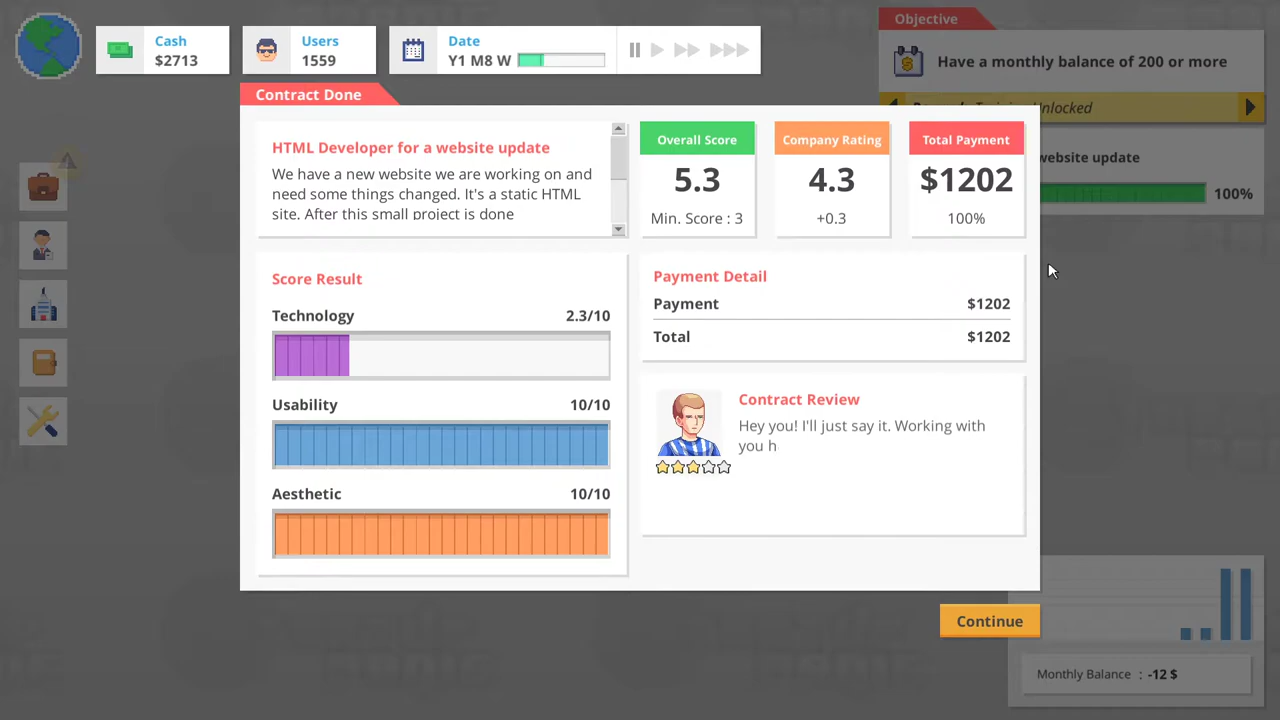 Cash
$2713
Users
1559
Date
Y1 M8 W
Objective
Have a monthly balance of 200 or more
Unlocked
website update
100%
Contract Done
HTML Developer for a website update
We have a new website we are working on and
need some things changed. It's a static HTML
site. After this small project is done
Overall Score
5.3
Min. Score : 3
Company Rating
4.3
+0.3
Total Payment
$1202
100%
Score Result
Technology 2.3/10
Usability 10/10
Aesthetic 10/10
Payment Detail
Payment $1202
Total $1202
Contract Review
Hey you! I'll just say it. Working with
you h
Continue
Monthly Balance : -12 $